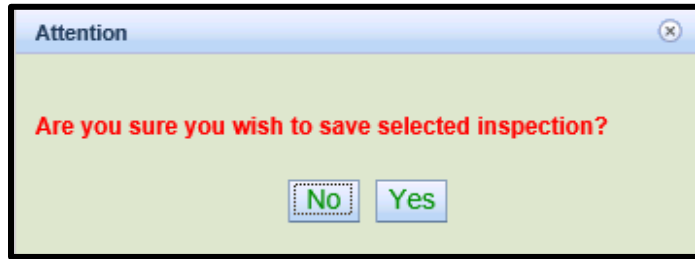 Attention
Are you sure you wish to save selected inspection?
No Yes